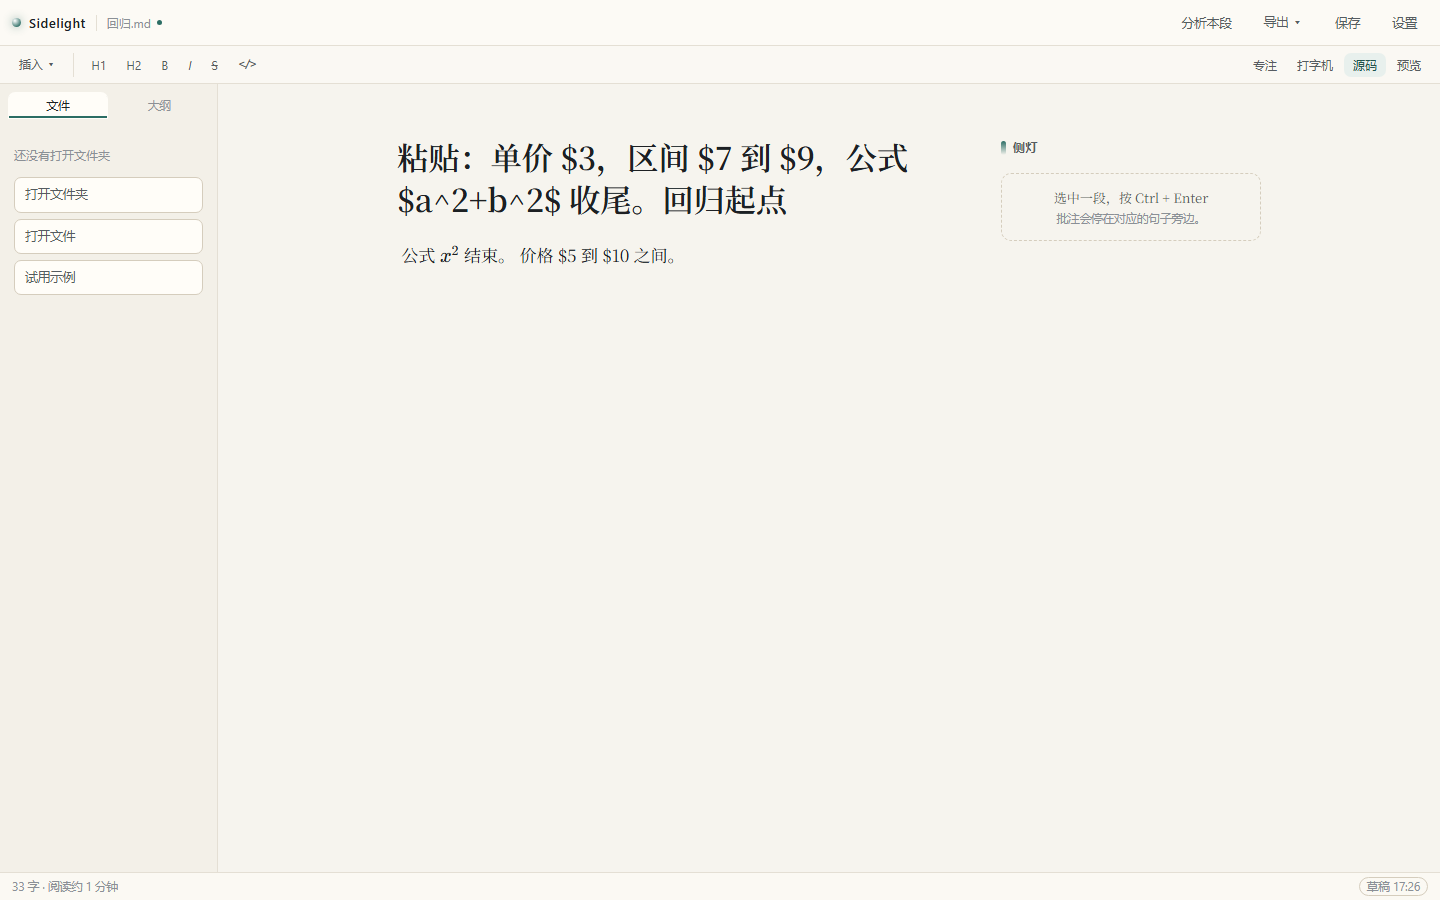 Sidelight 回归.md
分析本段 导出 保存 设置
插入 H1 H2 B I S </>
专注 打字机 源码 预览
文件 大纲
还没有打开文件夹
打开文件夹
打开文件
试用示例
粘贴：单价 $3，区间 $7 到 $9，公式
$a^2+b^2$ 收尾。回归起点
公式 x² 结束。 价格 $5 到 $10 之间。
侧灯
选中一段，按 Ctrl + Enter
批注会停在对应的句子旁边。
33 字 · 阅读约 1 分钟
草稿 17:26